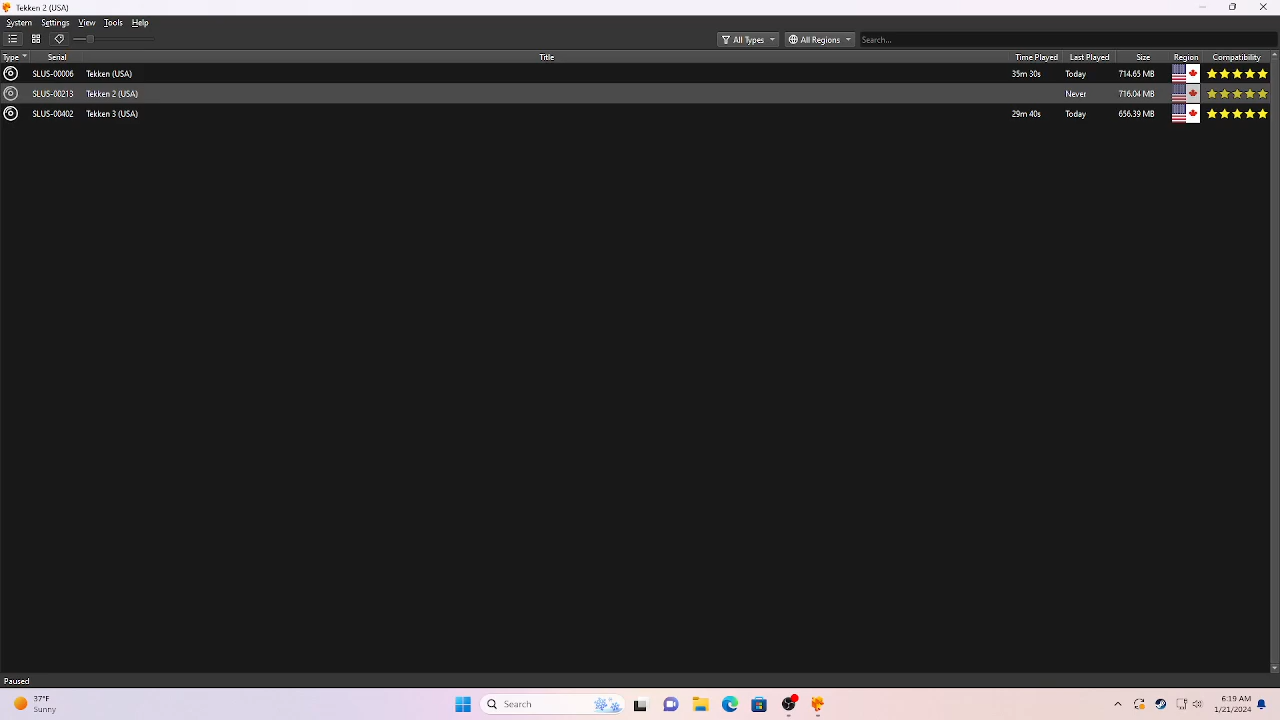 Tekken 2 (USA)
System Settings View Tools Help
All Types All Regions Search...
Type Serial Title Time Played Last Played Size Region Compatibility
SLUS-00006 Tekken (USA) 35m 30s Today 714.65 MB
SLUS-00213 Tekken 2 (USA) Never 716.04 MB
SLUS-00402 Tekken 3 (USA) 29m 40s Today 656.39 MB
Paused
37°F
Sunny
Search
6:19 AM
1/21/2024